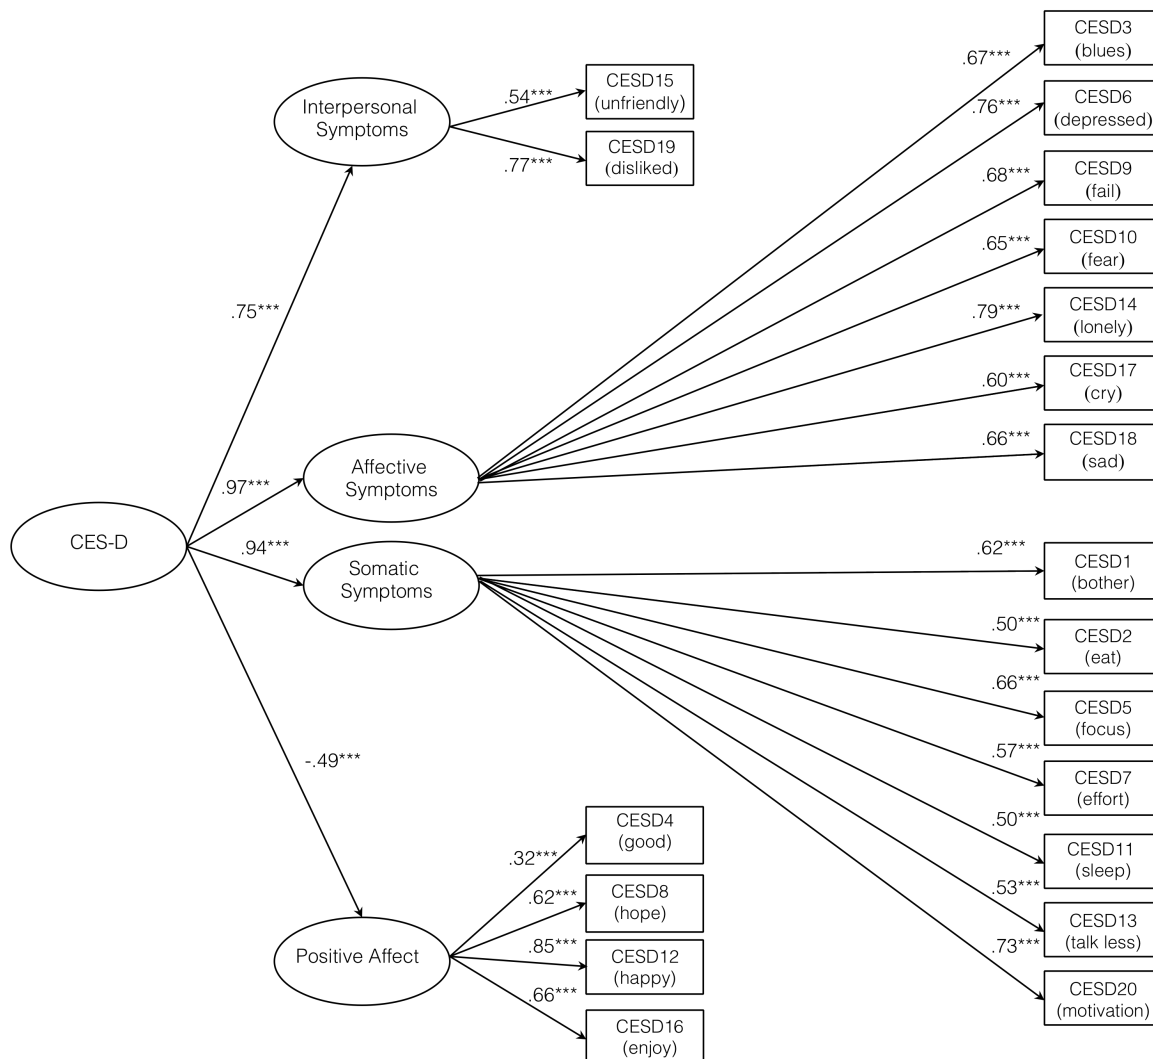 CESD3
(blues)
.67***
CESD15
(unfriendly)
.54***
Interpersonal
Symptoms
CESD6
(depressed)
.76***
CESD19
(disliked)
.77***
CESD9
(fail)
.68***
CESD10
(fear)
.65***
.75***
CESD14
(lonely)
.79***
CESD17
(cry)
.60***
CESD18
(sad)
.66***
Affective
Symptoms
.97***
CES-D
.94***
Somatic
Symptoms
.62***
CESD1
(bother)
.50***
CESD2
(eat)
.66***
CESD5
(focus)
.57***
CESD7
(effort)
-.49***
.50***
CESD11
(sleep)
.53***
CESD13
(talk less)
.73***
CESD20
(motivation)
CESD4
(good)
.32***
CESD8
(hope)
.62***
Positive Affect
.85***
CESD12
(happy)
.66***
CESD16
(enjoy)